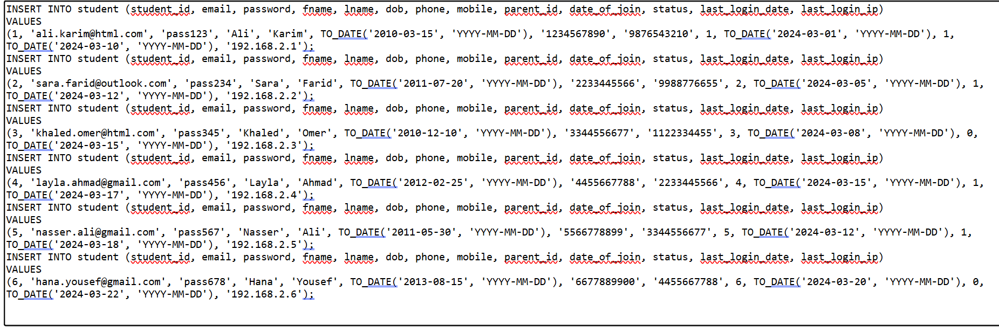 INSERT INTO student (student_id, email, password, fname, lname, dob, phone, mobile, parent_id, date_of_join, status, last_login_date, last_login_ip)
VALUES
(1, 'ali.karim@html.com', 'pass123', 'Ali', 'Karim', TO_DATE('2010-03-15', 'YYYY-MM-DD'), '1234567890', '9876543210', 1, TO_DATE('2024-03-01', 'YYYY-MM-DD'), 1,
TO_DATE('2024-03-10', 'YYYY-MM-DD'), '192.168.2.1');
INSERT INTO student (student_id, email, password, fname, lname, dob, phone, mobile, parent_id, date_of_join, status, last_login_date, last_login_ip)
VALUES
(2, 'sara.farid@outlook.com', 'pass234', 'Sara', 'Farid', TO_DATE('2011-07-20', 'YYYY-MM-DD'), '2233445566', '9988776655', 2, TO_DATE('2024-03-05', 'YYYY-MM-DD'), 1,
TO_DATE('2024-03-12', 'YYYY-MM-DD'), '192.168.2.2');
INSERT INTO student (student_id, email, password, fname, lname, dob, phone, mobile, parent_id, date_of_join, status, last_login_date, last_login_ip)
VALUES
(3, 'khaled.omer@html.com', 'pass345', 'Khaled', 'Omer', TO_DATE('2010-12-10', 'YYYY-MM-DD'), '3344556677', '1122334455', 3, TO_DATE('2024-03-08', 'YYYY-MM-DD'), 0,
TO_DATE('2024-03-15', 'YYYY-MM-DD'), '192.168.2.3');
INSERT INTO student (student_id, email, password, fname, lname, dob, phone, mobile, parent_id, date_of_join, status, last_login_date, last_login_ip)
VALUES
(4, 'layla.ahmad@gmail.com', 'pass456', 'Layla', 'Ahmad', TO_DATE('2012-02-25', 'YYYY-MM-DD'), '4455667788', '2233445566', 4, TO_DATE('2024-03-15', 'YYYY-MM-DD'), 1,
TO_DATE('2024-03-17', 'YYYY-MM-DD'), '192.168.2.4');
INSERT INTO student (student_id, email, password, fname, lname, dob, phone, mobile, parent_id, date_of_join, status, last_login_date, last_login_ip)
VALUES
(5, 'nasser.ali@gmail.com', 'pass567', 'Nasser', 'Ali', TO_DATE('2011-05-30', 'YYYY-MM-DD'), '5566778899', '3344556677', 5, TO_DATE('2024-03-12', 'YYYY-MM-DD'), 1,
TO_DATE('2024-03-18', 'YYYY-MM-DD'), '192.168.2.5');
INSERT INTO student (student_id, email, password, fname, lname, dob, phone, mobile, parent_id, date_of_join, status, last_login_date, last_login_ip)
VALUES
(6, 'hana.yousef@gmail.com', 'pass678', 'Hana', 'Yousef', TO_DATE('2013-08-15', 'YYYY-MM-DD'), '6677889900', '4455667788', 6, TO_DATE('2024-03-20', 'YYYY-MM-DD'), 0,
TO_DATE('2024-03-22', 'YYYY-MM-DD'), '192.168.2.6');